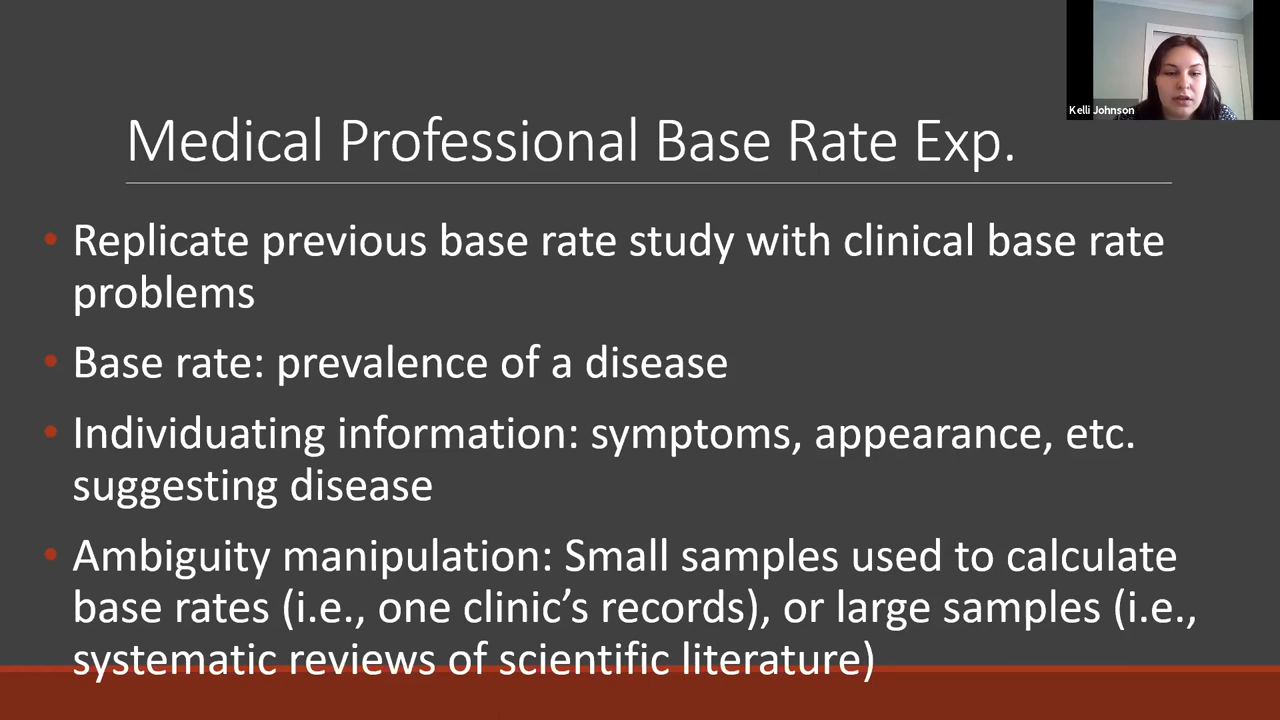 Kelli Johnson
Medical Professional Base Rate Exp.
• Replicate previous base rate study with clinical base rate
problems
• Base rate: prevalence of a disease
• Individuating information: symptoms, appearance, etc.
suggesting disease
• Ambiguity manipulation: Small samples used to calculate
base rates (i.e., one clinic’s records), or large samples (i.e.,
systematic reviews of scientific literature)